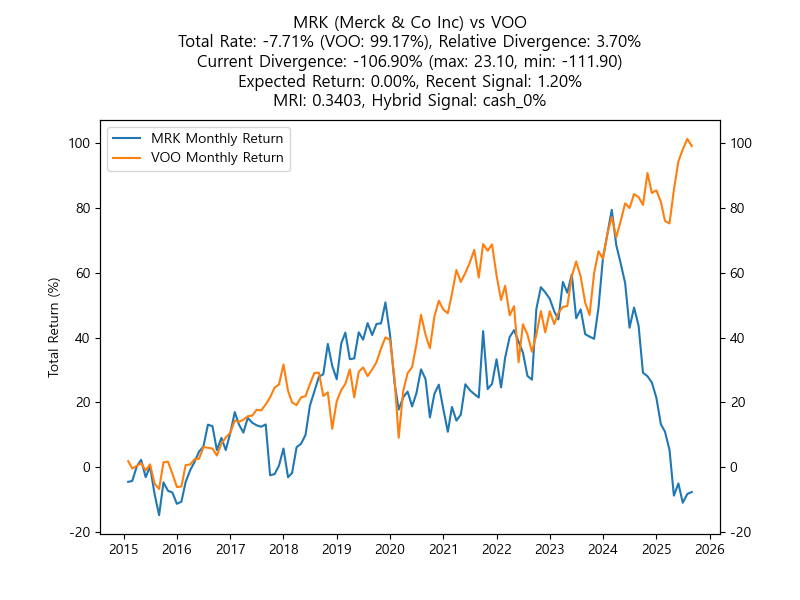 MRK (Merck & Co Inc) vs VOO
Total Rate: -7.71% (VOO: 99.17%), Relative Divergence: 3.70%
Current Divergence: -106.90% (max: 23.10, min: -111.90)
Expected Return: 0.00%, Recent Signal: 1.20%
MRI: 0.3403, Hybrid Signal: cash_0%
MRK Monthly Return
VOO Monthly Return
Total Return (%)
100
80
60
40
20
0
-20
100
80
60
40
20
0
-20
2015 2016 2017 2018 2019 2020 2021 2022 2023 2024 2025 2026